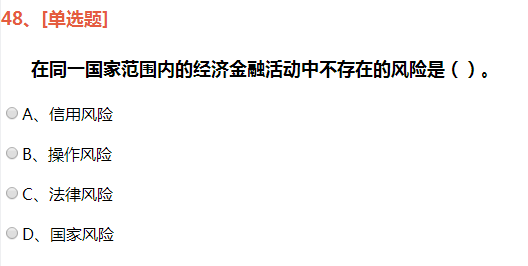 48、[单选题]
在同一国家范围内的经济金融活动中不存在的风险是（ ）。
A、信用风险
B、操作风险
C、法律风险
D、国家风险